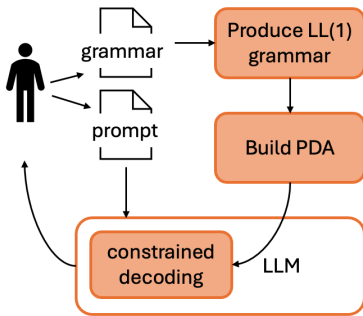 grammar
prompt
Produce LL(1)
grammar
Build PDA
constrained
decoding
LLM